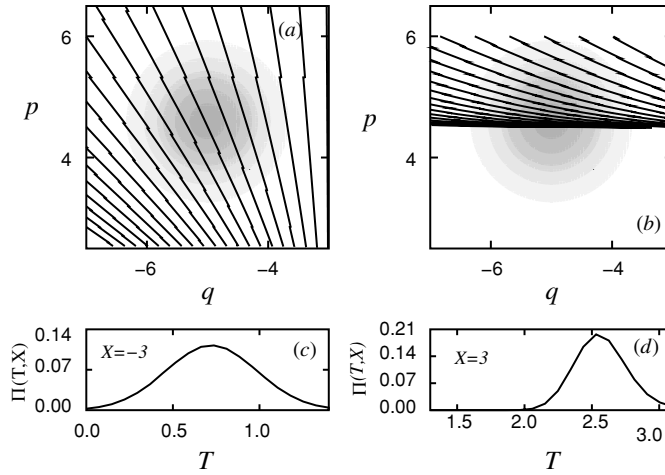 6
(a)
p
4
−6
−4
q
6
p
4
(b)
−6
−4
q
0.14
0.07
0.00
Π(T,X)
X=−3
(c)
0.0
0.5
1.0
T
0.21
0.14
0.07
0.00
Π(T,X)
X=3
(d)
1.5
2.0
2.5
3.0
T